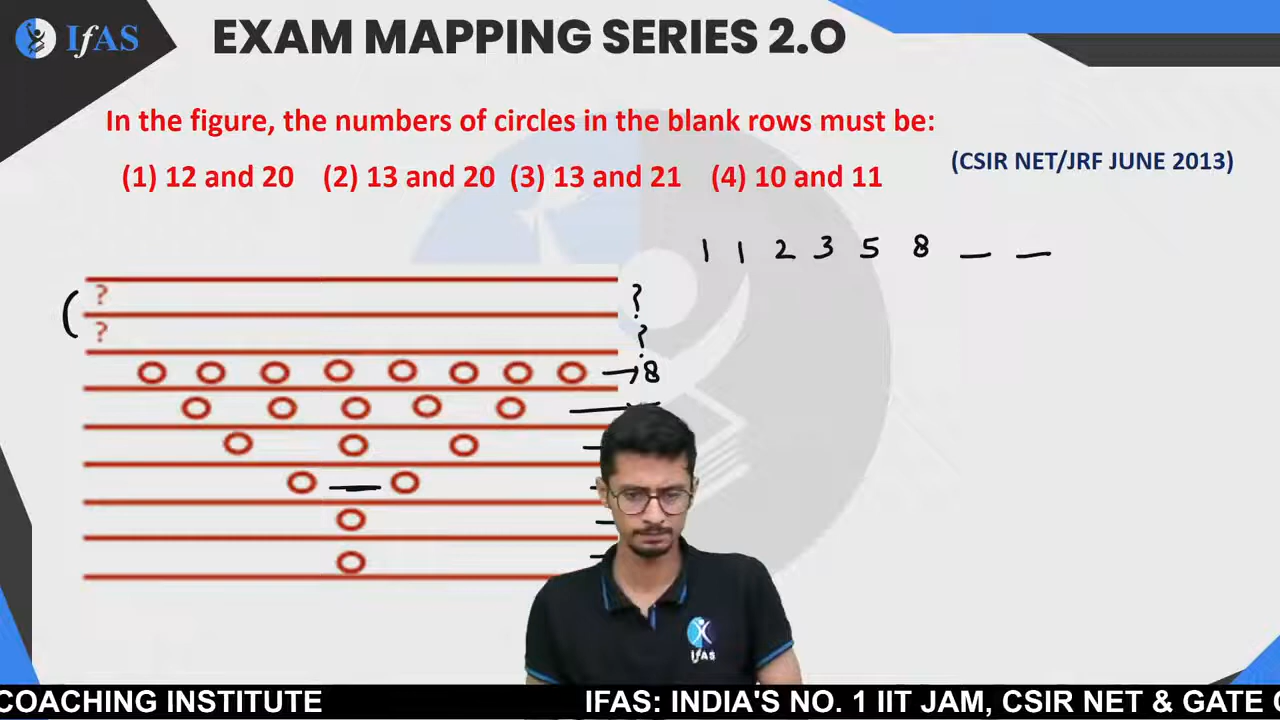 IfAS
EXAM MAPPING SERIES 2.O
In the figure, the numbers of circles in the blank rows must be:
(1) 12 and 20 (2) 13 and 20 (3) 13 and 21 (4) 10 and 11
(CSIR NET/JRF JUNE 2013)
1 1 2 3 5 8 _ _
? ?
? ?
8
ifAS
COACHING INSTITUTE IFAS: INDIA'S NO. 1 IIT JAM, CSIR NET & GATE